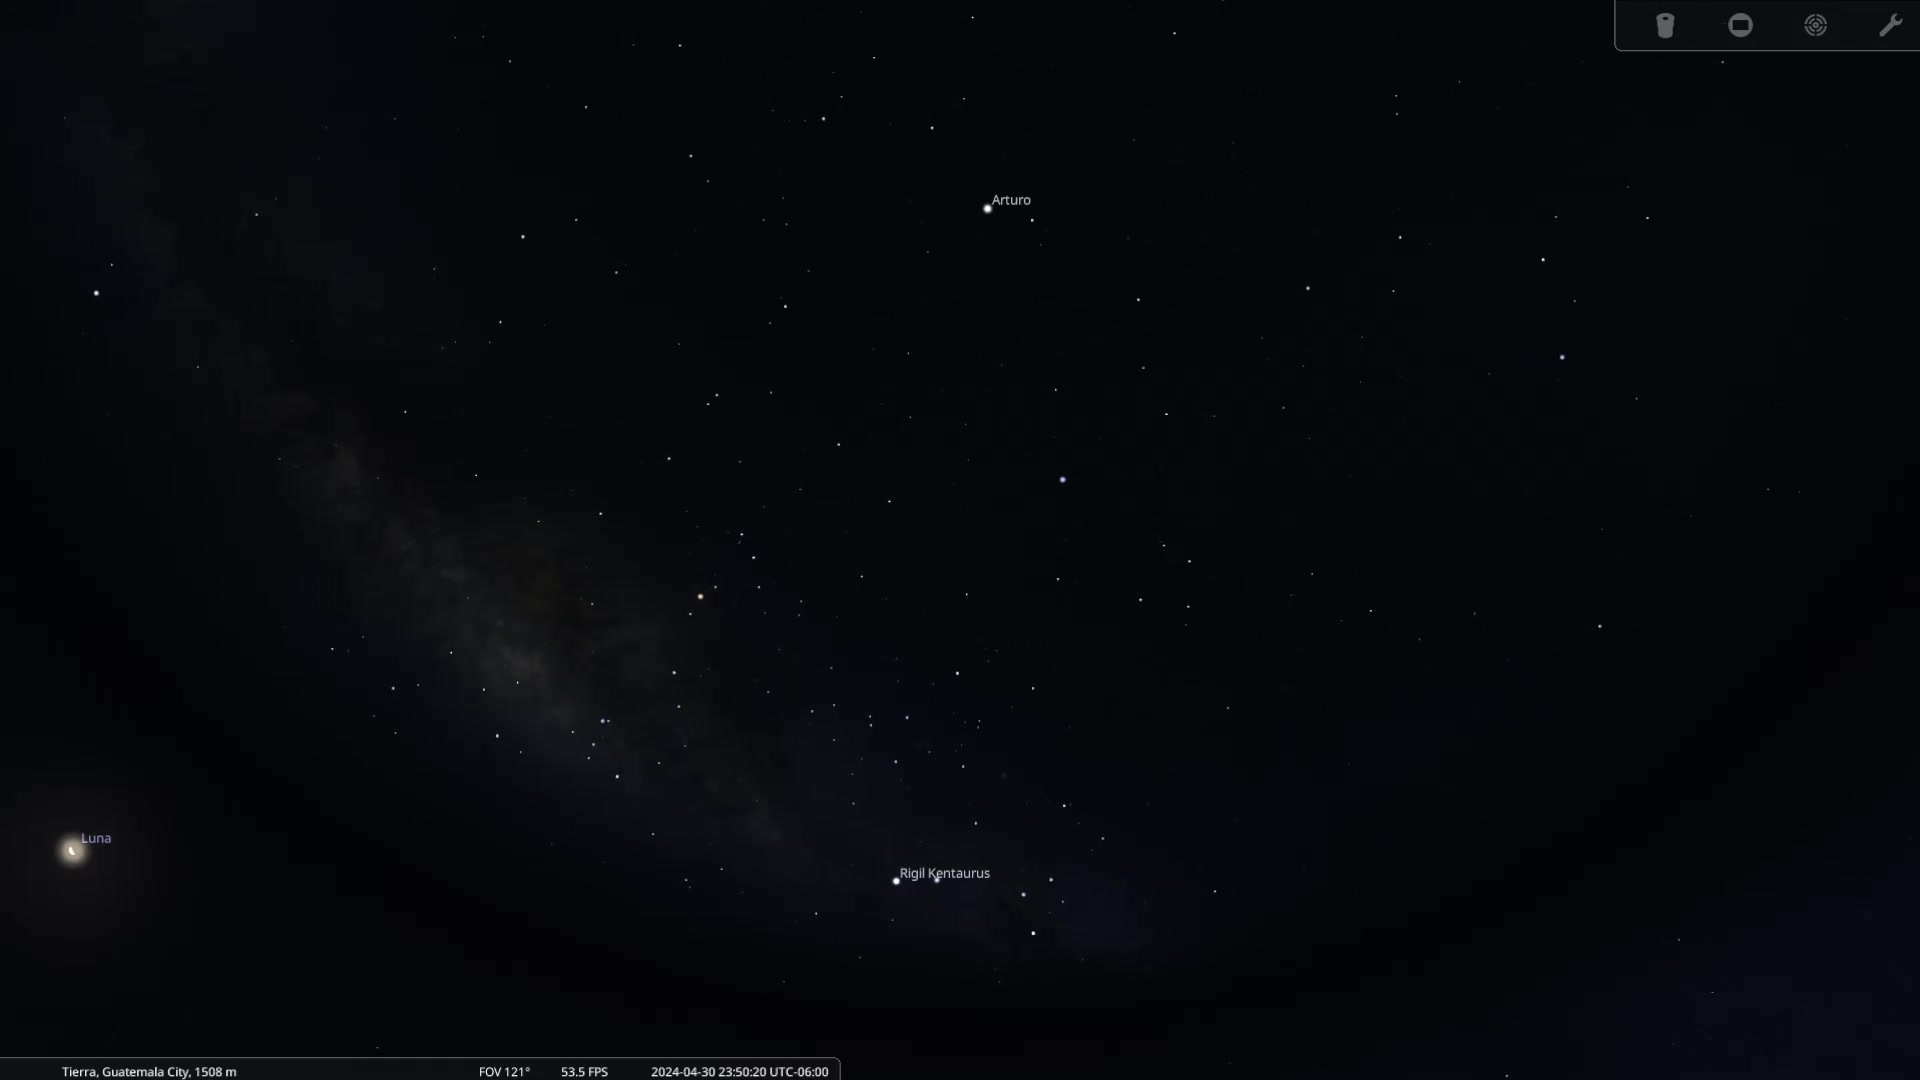 Arturo
Luna
Rigil Kentaurus
Tierra, Guatemala City, 1508 m FOV 121° 53.5 FPS 2024-04-30 23:50:20 UTC-06:00